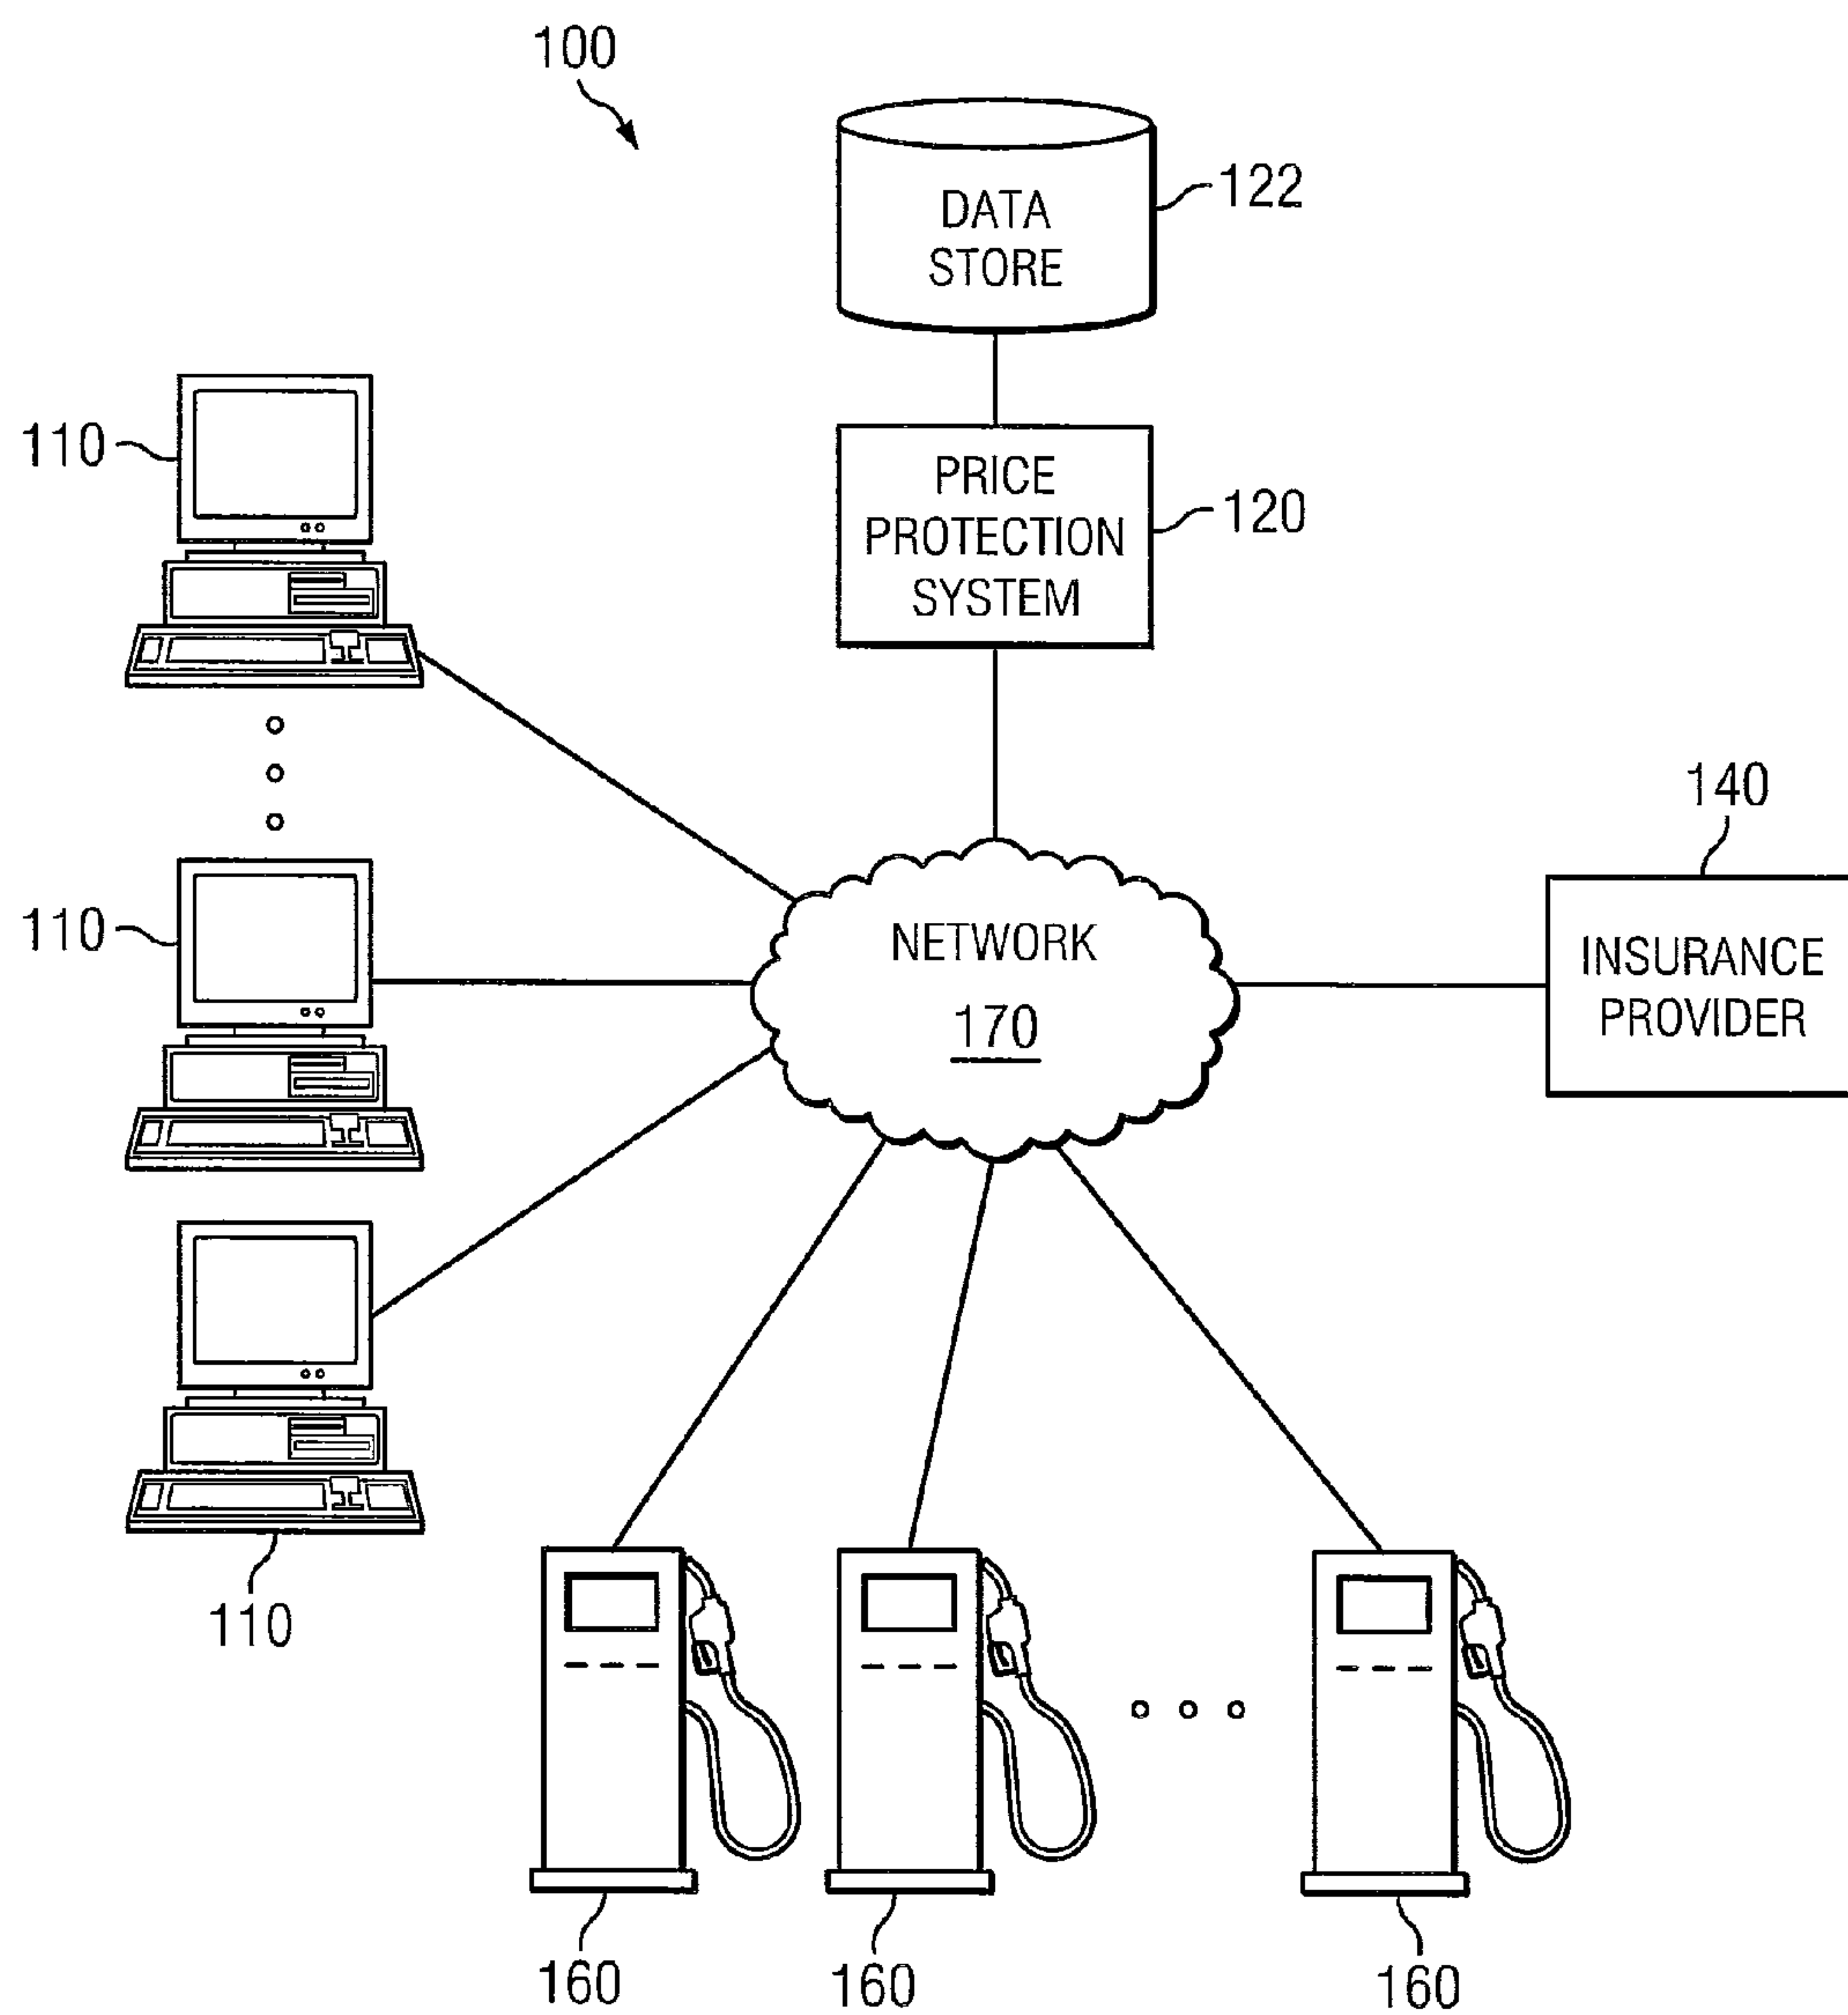 100
DATA
STORE
122
110
PRICE
PROTECTION
SYSTEM
120
140
110
NETWORK
170
INSURANCE
PROVIDER
110
160
160
160